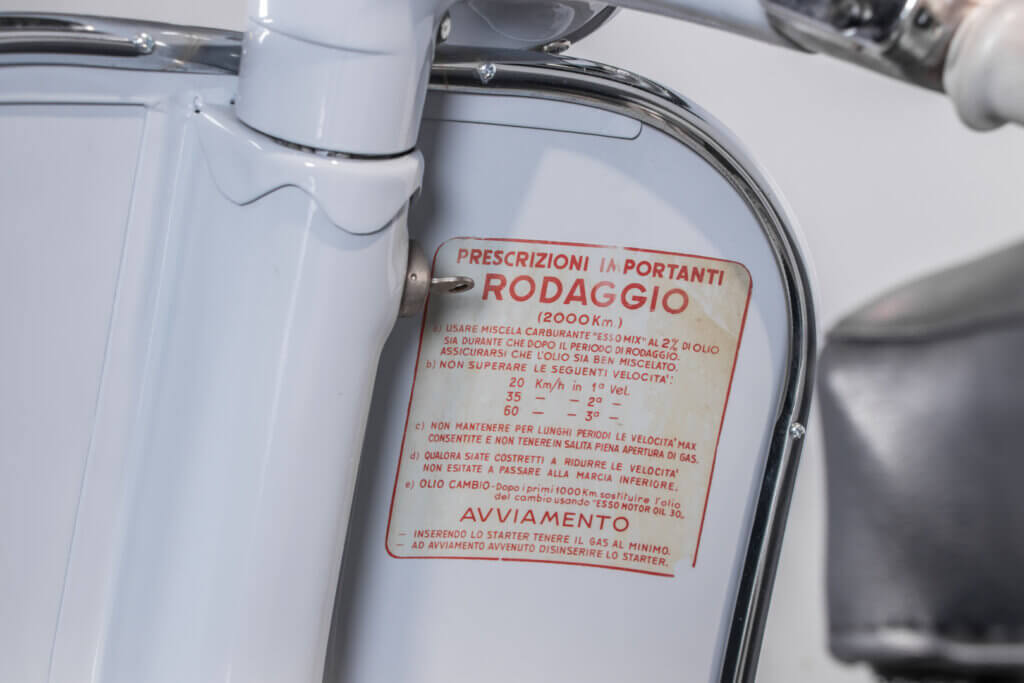 PRESCRIZIONI IMPORTANTI
RODAGGIO
(2000 Km.)
a) USARE MISCELA CARBURANTE "ESSO MIX" AL 2% DI OLIO
SIA DURANTE CHE DOPO IL PERIODO DI RODAGGIO.
ASSICURARSI CHE L'OLIO SIA BEN MISCELATO.
b) NON SUPERARE LE SEGUENTI VELOCITA':
20 Km/h in 1ª Vel.
35 — — 2ª —
60 — — 3ª —
c) NON MANTENERE PER LUNGHI PERIODI LE VELOCITA' MAX.
CONSENTITE E NON TENERE IN SALITA PIENA APERTURA DI GAS.
d) QUALORA SIATE COSTRETTI A RIDURRE LE VELOCITA'
NON ESITATE A PASSARE ALLA MARCIA INFERIORE.
e) OLIO CAMBIO - Dopo i primi 1000 Km. sostituire l'olio
del cambio usando "ESSO MOTOR OIL 30„
AVVIAMENTO
— INSERENDO LO STARTER TENERE IL GAS AL MINIMO.
— AD AVVIAMENTO AVVENUTO DISINSERIRE LO STARTER.